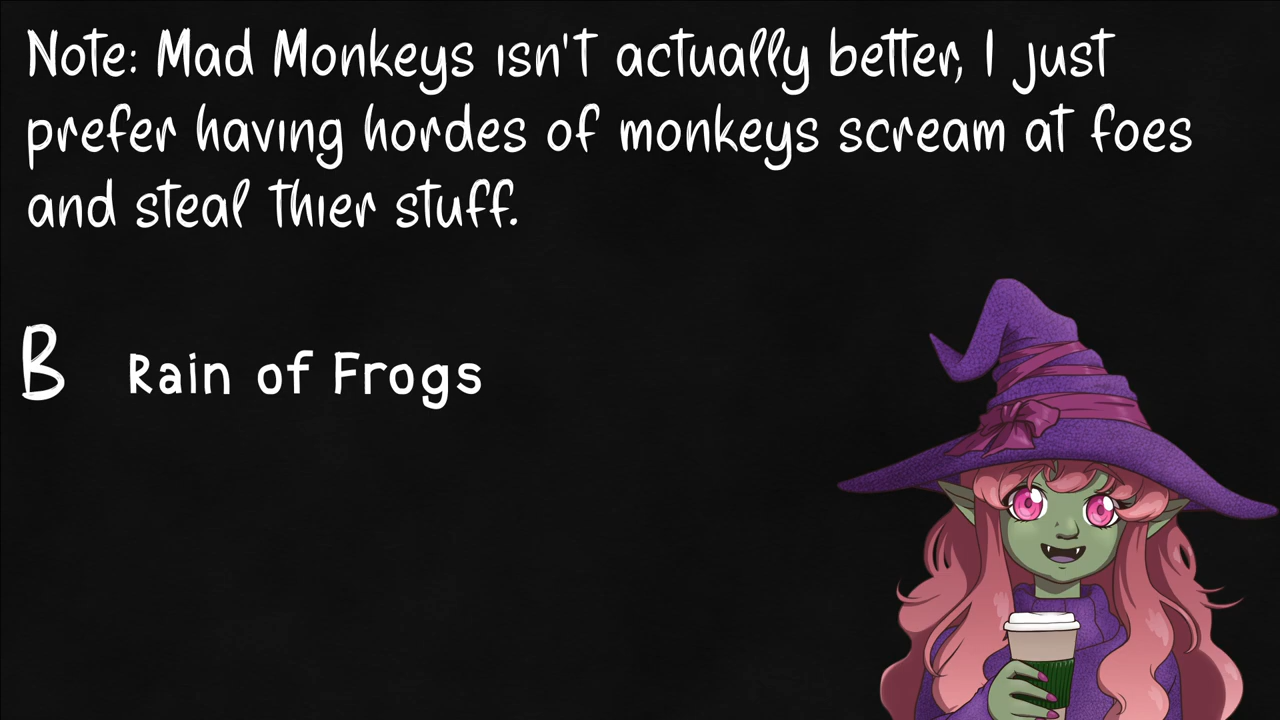 Note: Mad Monkeys isn't actually better, I just
prefer having hordes of monkeys scream at foes
and steal thier stuff.
B Rain of Frogs